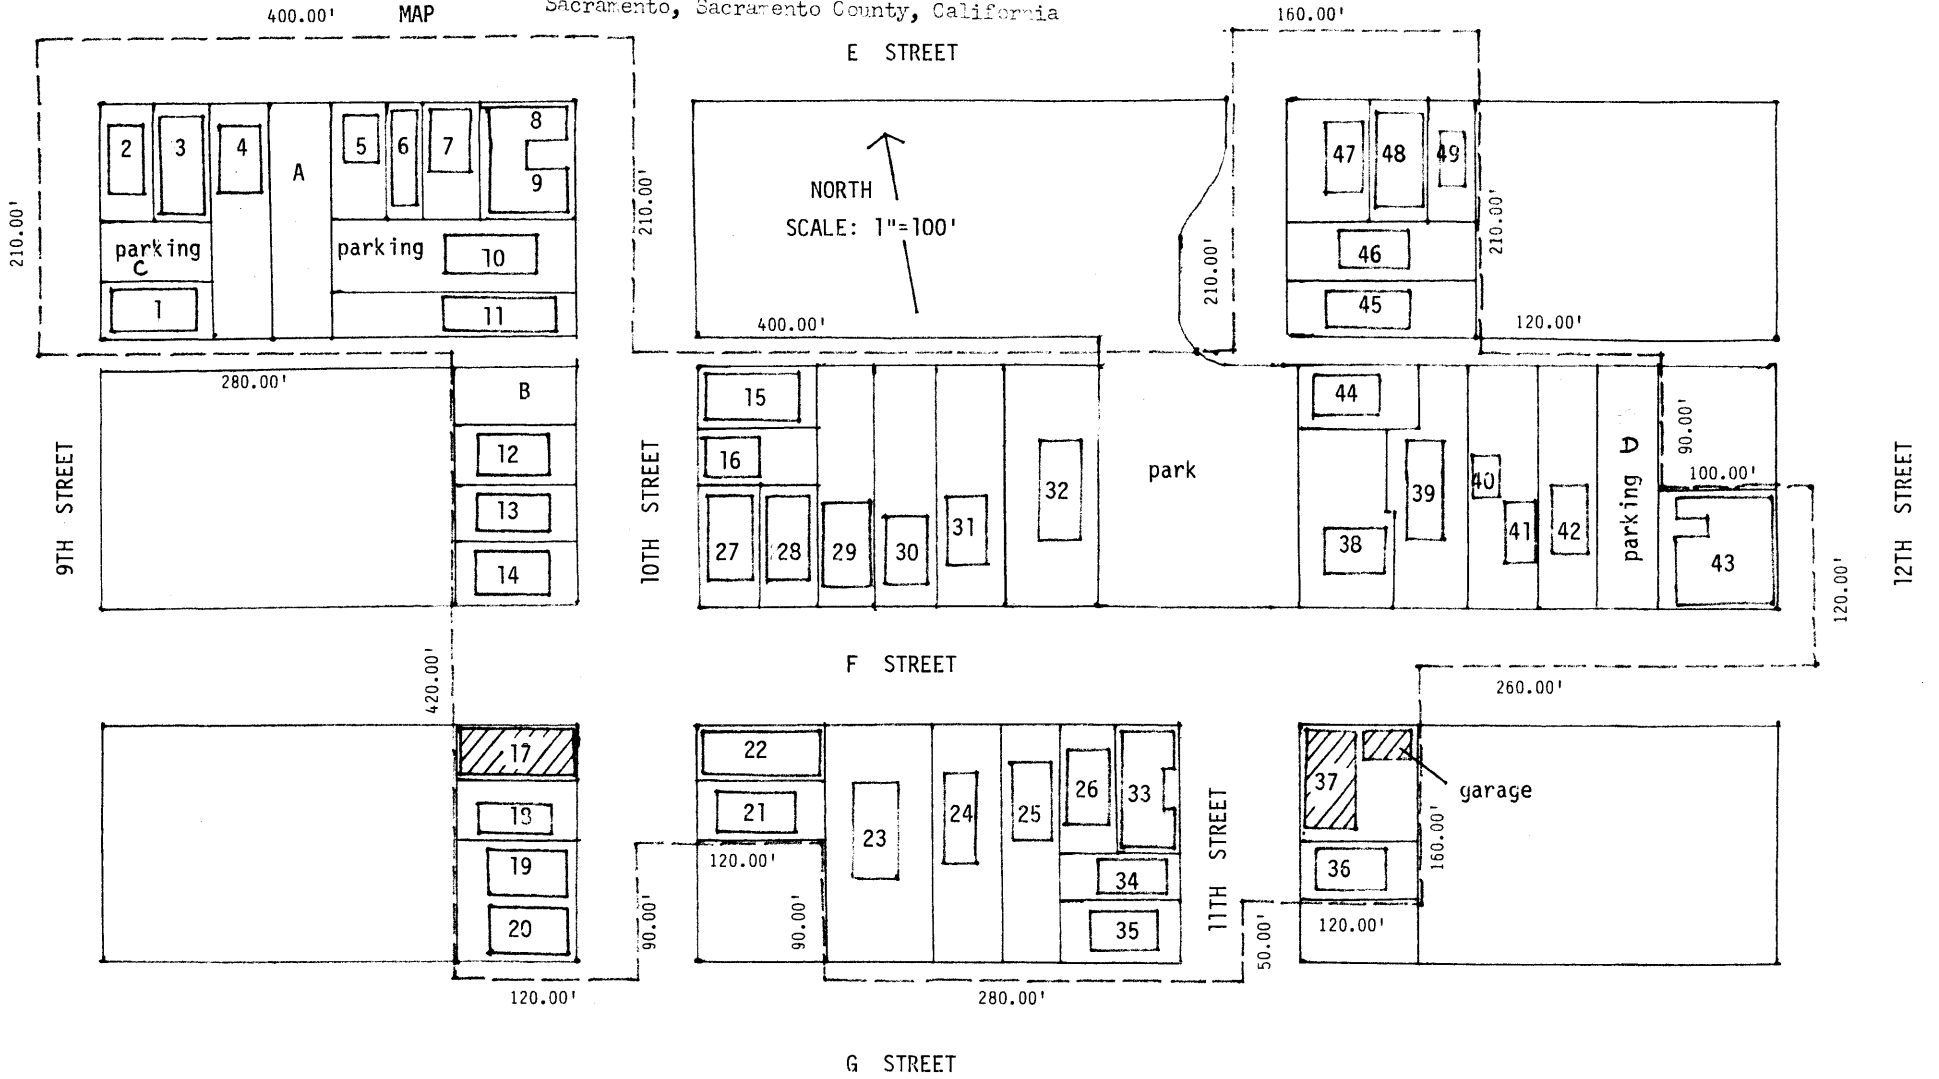 400.00' MAP Sacramento, Sacramento County, California 160.00'
E STREET
2 3 4 A 5 6 7 8
9
47 48 49
NORTH
SCALE: 1"=100'
210.00'
210.00'
210.00'
210.00'
parking
C
parking
10
46
1
11
45
400.00'
120.00'
280.00'
B
15
44
12
16
park
32
39
40
parking D
90.00'
100.00'
9TH STREET
13
10TH STREET
14
27 28 29 30 31
38
41 42
43
120.00'
12TH STREET
F STREET
420.00'
260.00'
17
22
18
21
23
24
25
26
33
37
garage
19
120.00'
34
11TH STREET
36
160.00'
20
90.00'
90.00'
35
50.00'
120.00'
120.00'
280.00'
G STREET